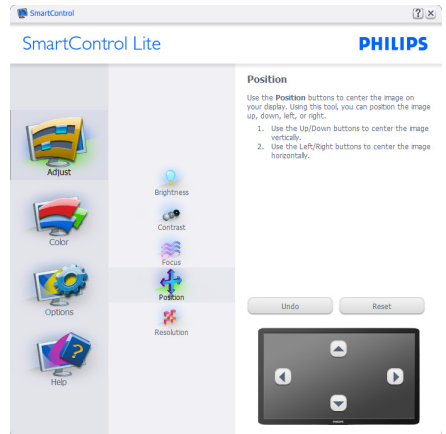 SmartControl
SmartControl Lite
PHILIPS
Adjust
Color
Options
Help
Brightness
Contrast
Focus
Position
Resolution
Position
Use the Position buttons to center the image on
your display. Using this tool, you can position the image
up, down, left, or right.
1. Use the Up/Down buttons to center the image
vertically.
2. Use the Left/Right buttons to center the image
horizontally.
Undo
Reset
PHILIPS